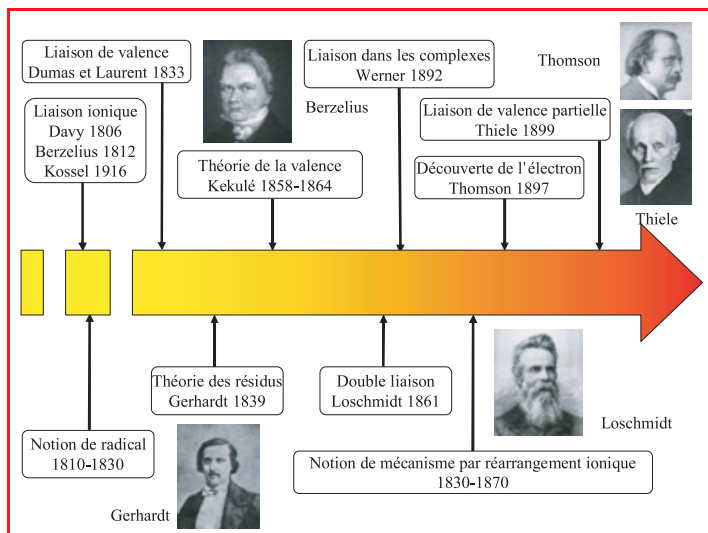 Liaison de valence
Dumas et Laurent 1833
Berzelius
Liaison dans les complexes
Werner 1892
Thomson
Liaison ionique
Davy 1806
Berzelius 1812
Kossel 1916
Théorie de la valence
Kekulé 1858-1864
Liaison de valence partielle
Thiele 1899
Découverte de l'électron
Thomson 1897
Thiele
Théorie des résidus
Gerhardt 1839
Double liaison
Loschmidt 1861
Loschmidt
Notion de radical
1810-1830
Notion de mécanisme par réarrangement ionique
1830-1870
Gerhardt